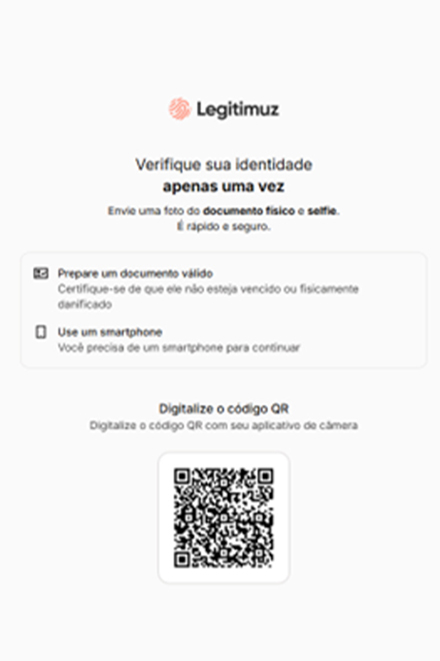 Legitimuz
Verifique sua identidade
apenas uma vez
Envie uma foto do documento físico e selfie.
É rápido e seguro.
Prepare um documento válido
Certifique-se de que ele não esteja vencido ou fisicamente
danificado
Use um smartphone
Você precisa de um smartphone para continuar
Digitalize o código QR
Digitalize o código QR com seu aplicativo de câmera